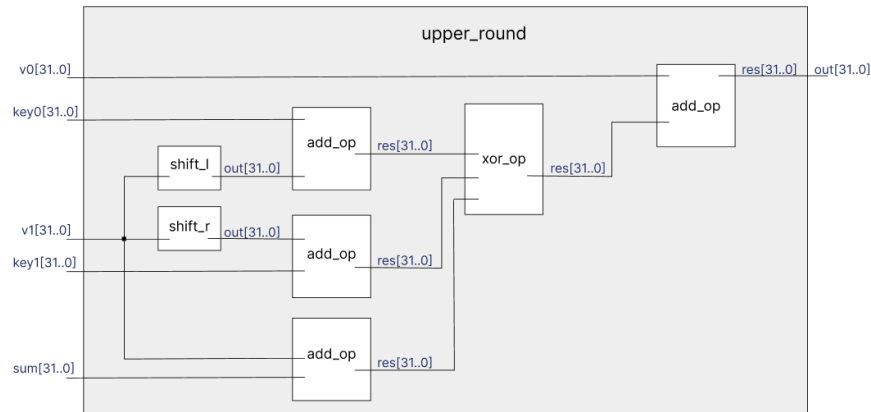 upper_round
v0[31..0]
res[31..0]
out[31..0]
key0[31..0]
add_op
add_op
res[31..0]
xor_op
shift_l
out[31..0]
res[31..0]
shift_r
v1[31..0]
out[31..0]
add_op
key1[31..0]
res[31..0]
add_op
res[31..0]
sum[31..0]